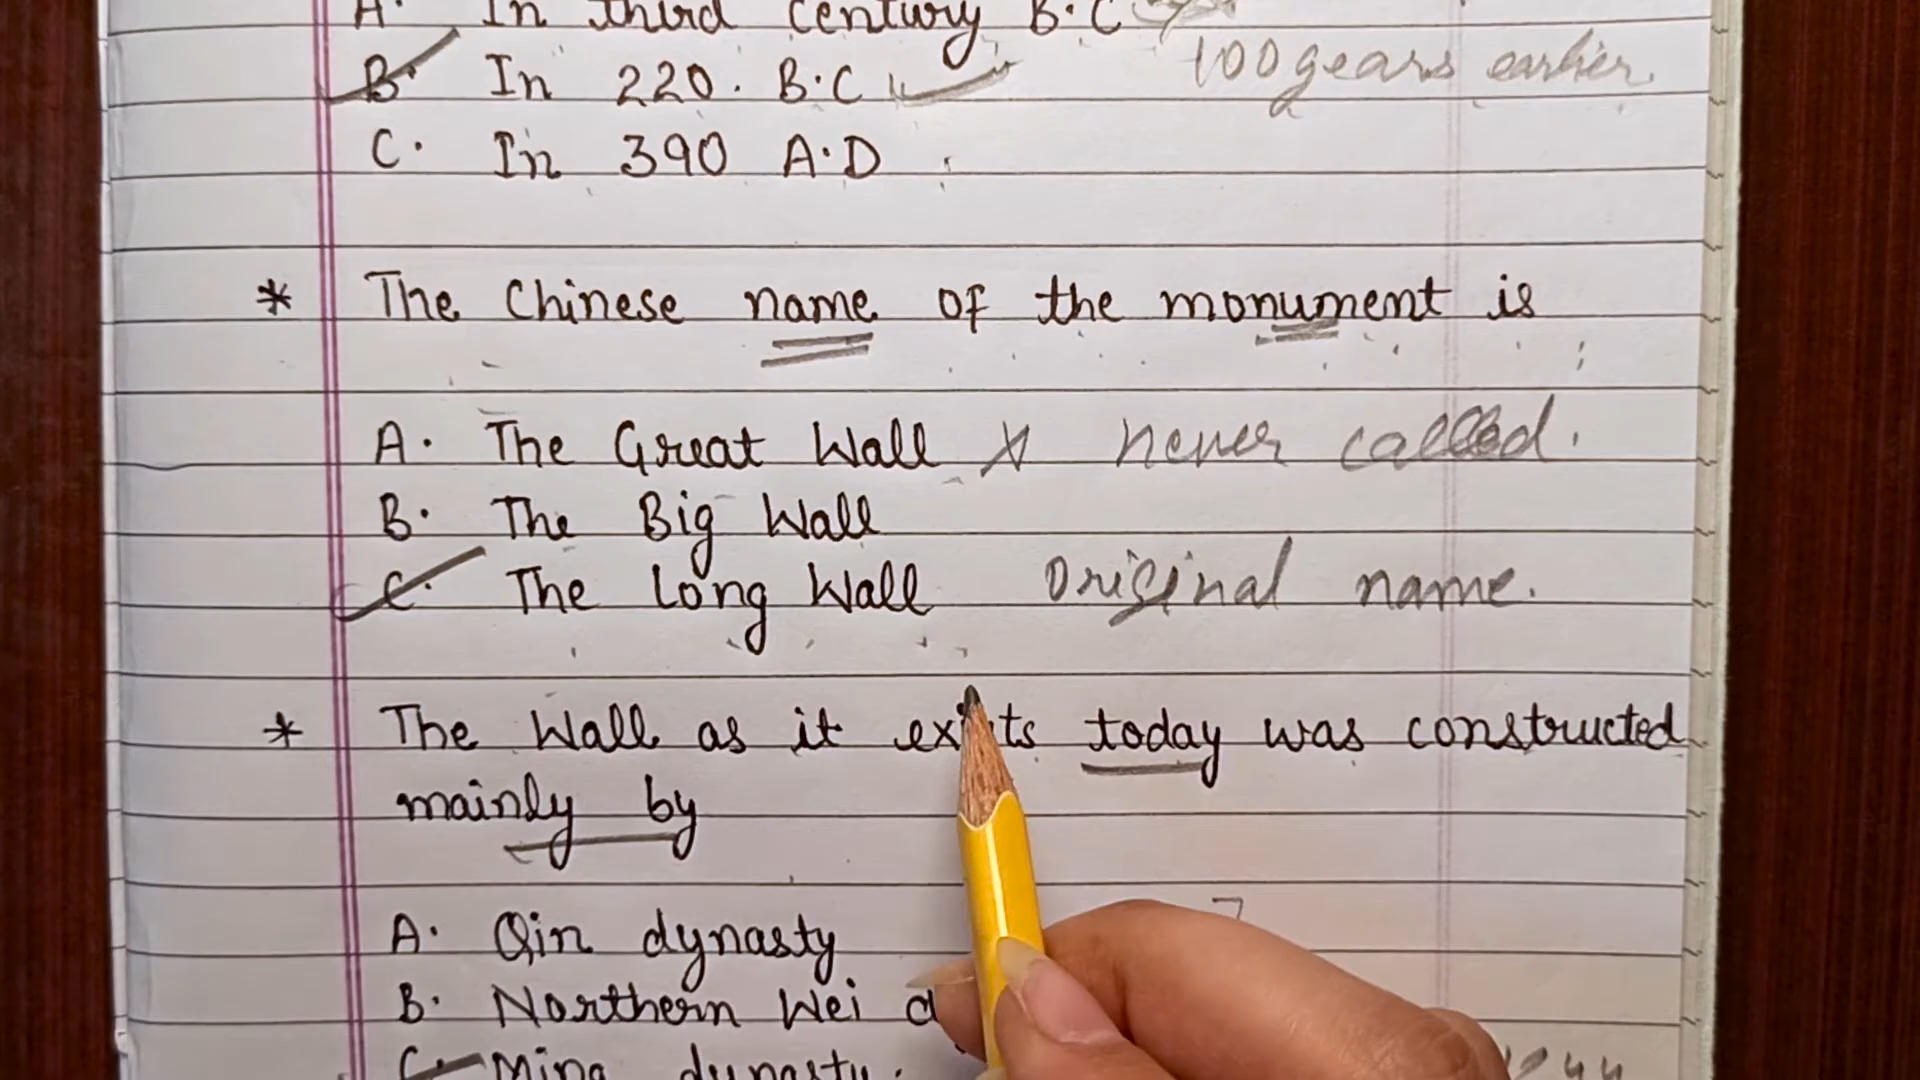 A. In third century B.C
B. In 220. B.C 100 years earlier.
C. In 390 A.D
* The Chinese name of the monument is
A. The Great Wall X never called.
B. The Big Wall
C. The Long Wall Original name.
* The Wall as it exists today was constructed
mainly by
A. Qin dynasty
B. Northern Wei d
C. Ming dynasty.